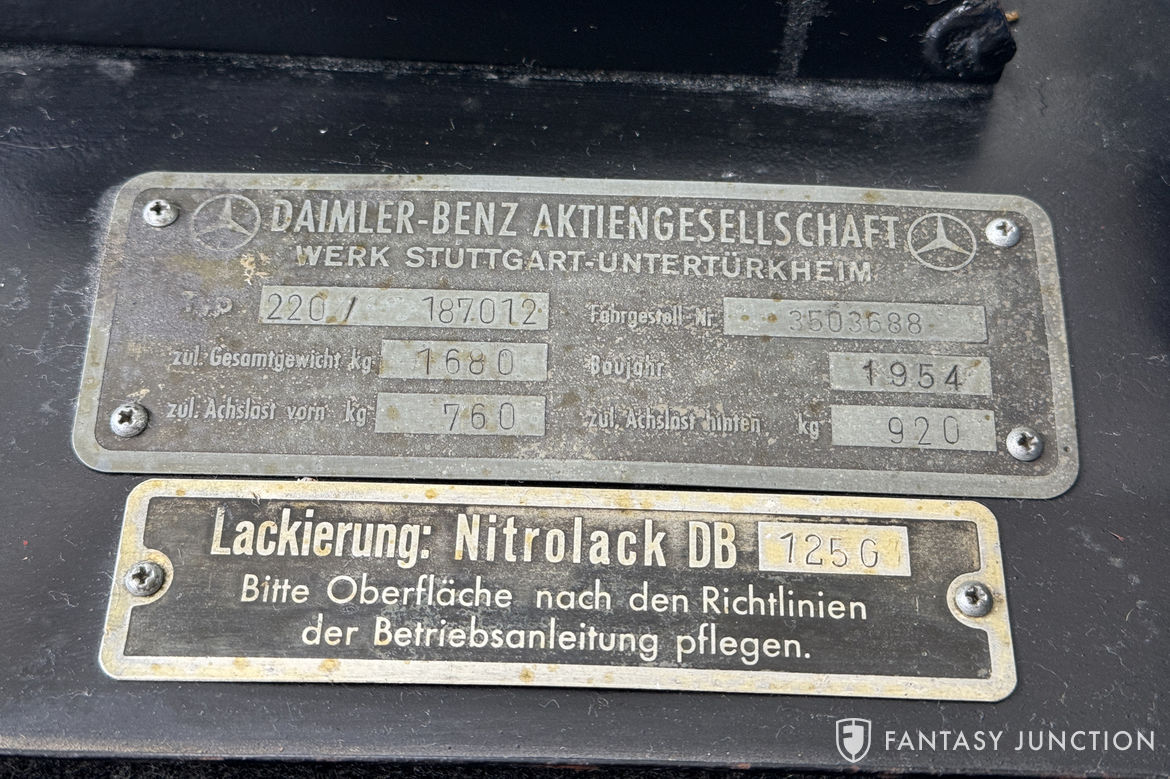 DAIMLER-BENZ AKTIENGESELLSCHAFT
WERK STUTTGART-UNTERTÜRKHEIM
Typ 220 / 187012 Fahrgestell-Nr 3503688
zul. Gesamtgewicht kg 1680 Baujahr 1954
zul. Achslast vorn kg 760 zul. Achslast hinten kg 920
Lackierung: Nitrolack DB 125 G
Bitte Oberfläche nach den Richtlinien
der Betriebsanleitung pflegen.
FANTASY JUNCTION